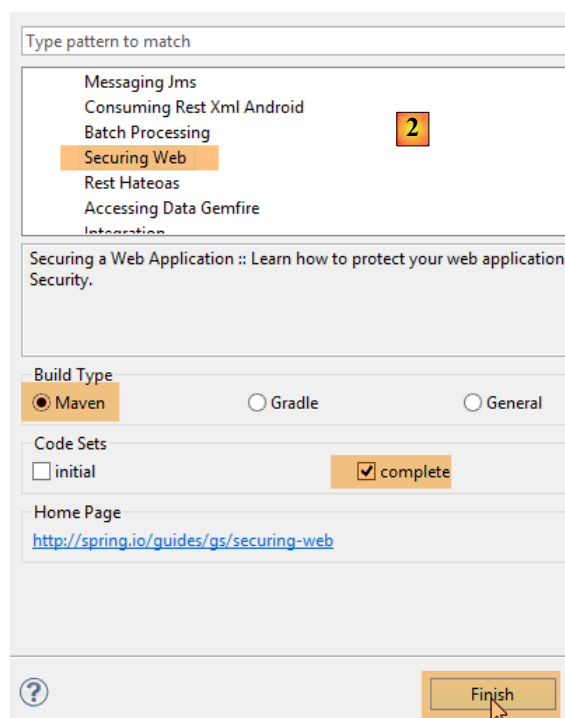 Type pattern to match
Messaging Jms
Consuming Rest Xml Android
2
Batch Processing
Securing Web
Rest Hateoas
Accessing Data Gemfire
Integration
Securing a Web Application :: Learn how to protect your web application
Security.
Build Type
Maven
Gradle
General
Code Sets
initial
complete
Home Page
http://spring.io/guides/gs/securing-web
?
Finish